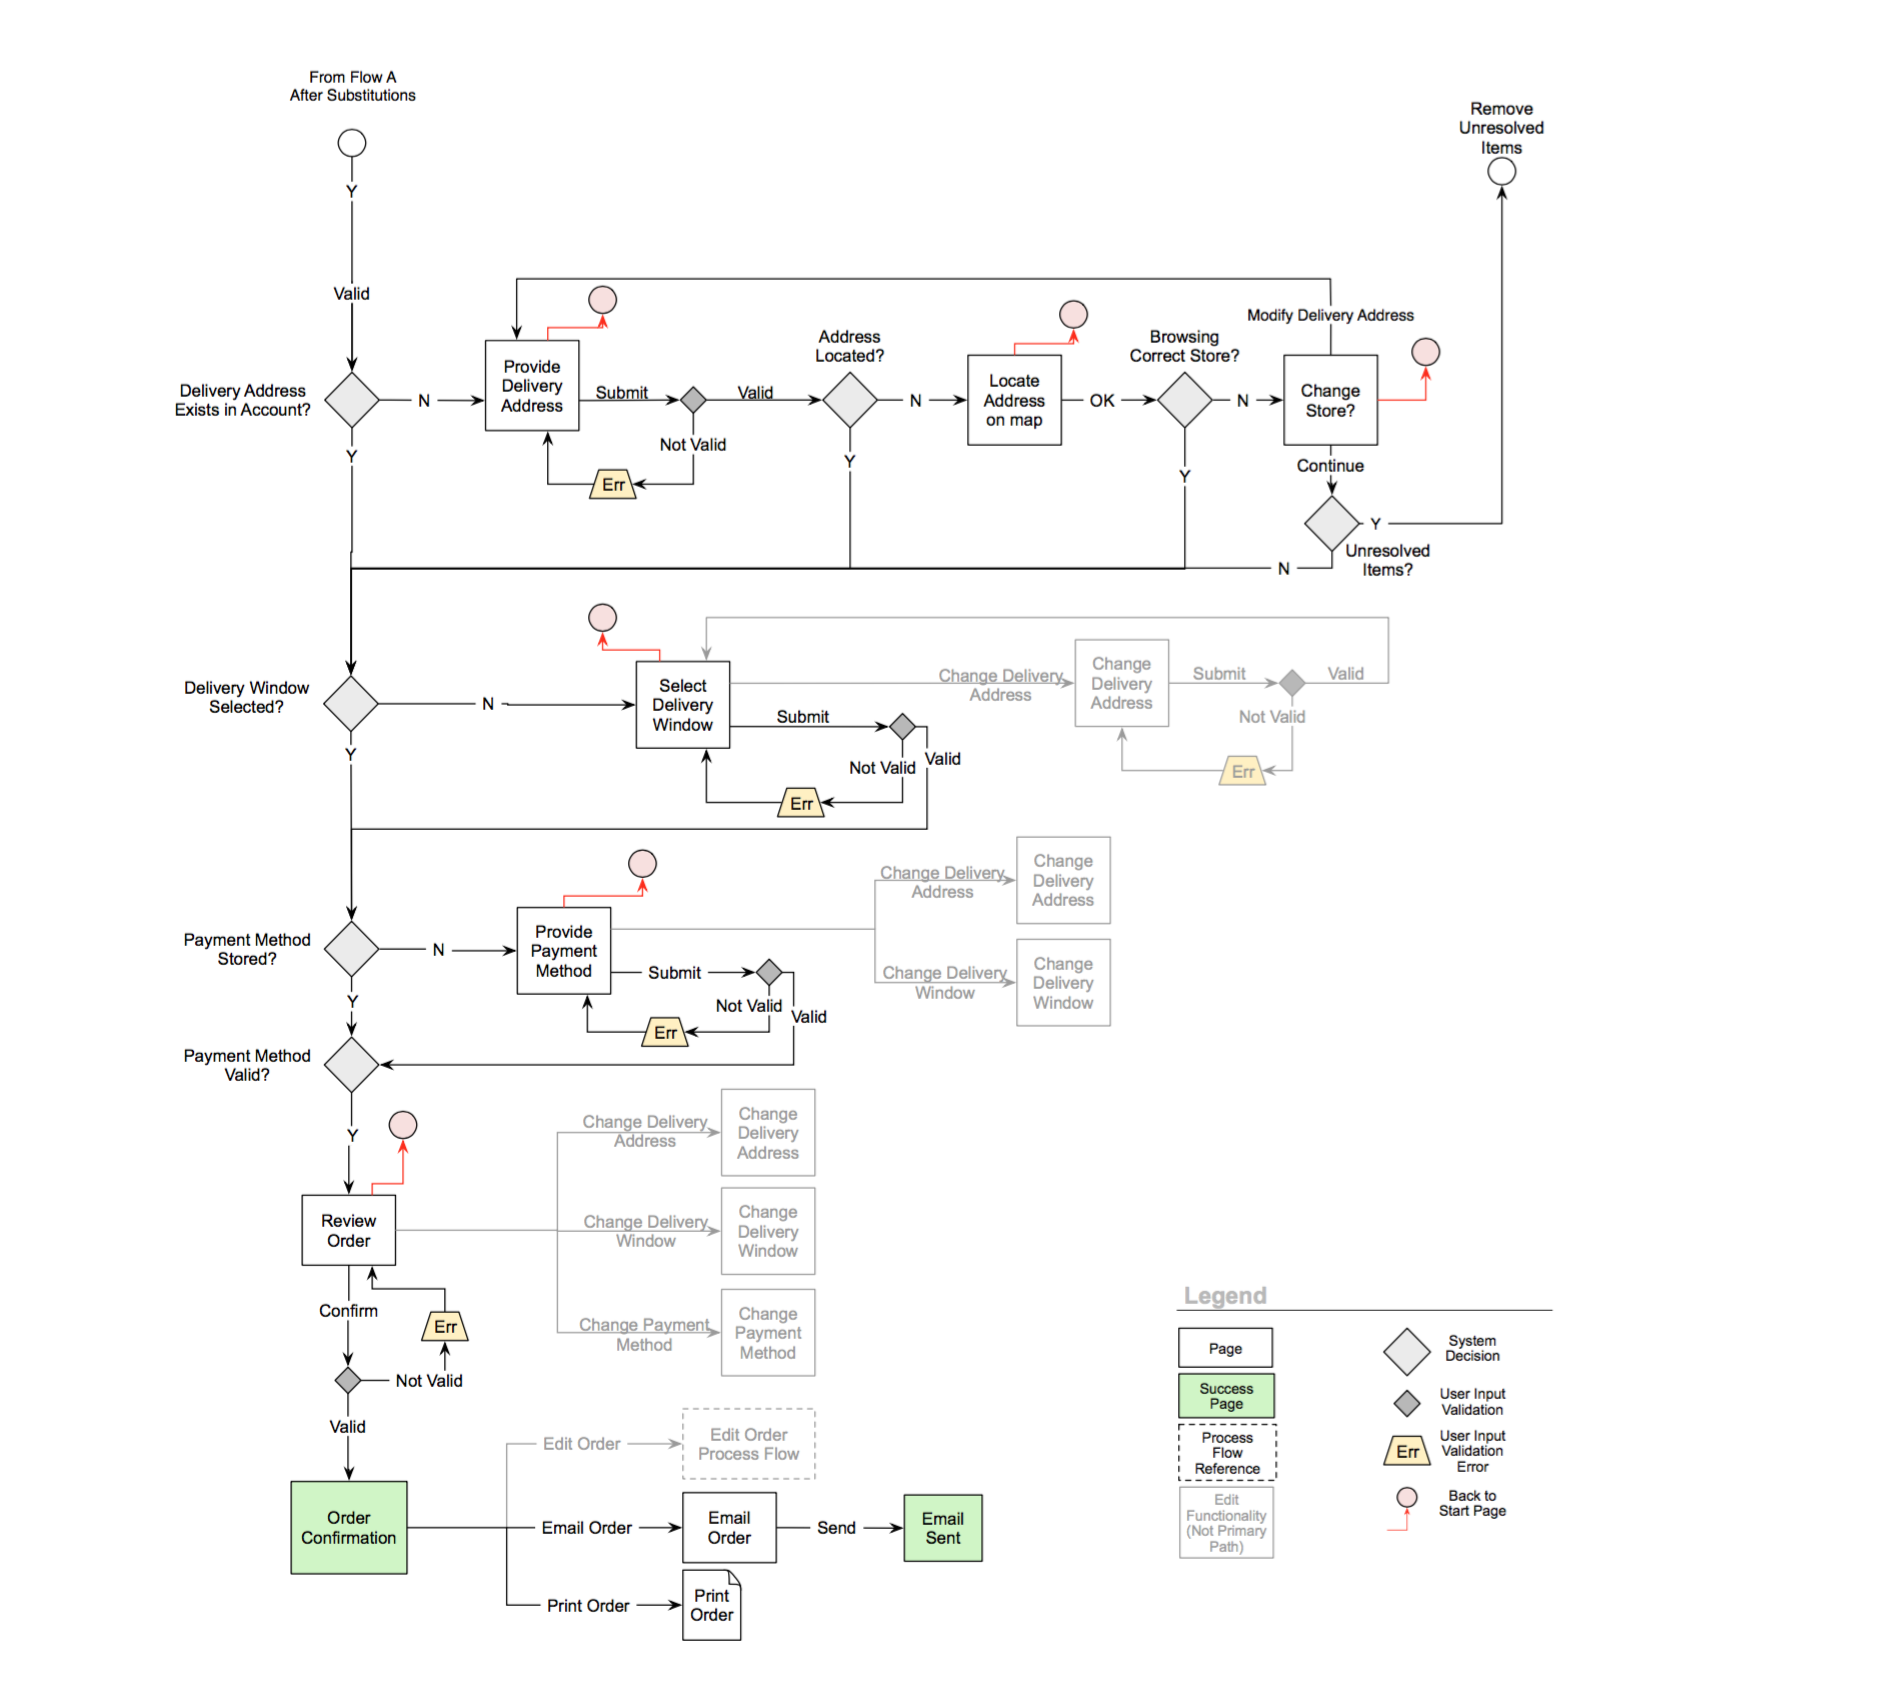 From Flow A
After Substitutions
Remove
Unresolved
Items
Y
Valid
Modify Delivery Address
Delivery Address
Exists in Account?
N
Provide
Delivery
Address
Submit
Valid
Not Valid
Err
Address
Located?
N
Locate
Address
on map
OK
Browsing
Correct Store?
N
Change
Store?
Continue
Y
Y
Y
Y
Unresolved
Items?
N
Delivery Window
Selected?
N
Select
Delivery
Window
Change Delivery
Address
Change
Delivery
Address
Submit
Valid
Not Valid
Err
Submit
Valid
Not Valid
Err
Y
Payment Method
Stored?
N
Provide
Payment
Method
Change Delivery
Address
Change
Delivery
Address
Change Delivery
Window
Change
Delivery
Window
Submit
Not Valid
Valid
Err
Y
Payment Method
Valid?
Y
Review
Order
Change Delivery
Address
Change
Delivery
Address
Change Delivery
Window
Change
Delivery
Window
Change Payment
Method
Change
Payment
Method
Confirm
Err
Not Valid
Valid
Order
Confirmation
Edit Order
Edit Order
Process Flow
Email Order
Email
Order
Send
Email
Sent
Print Order
Print
Order
Legend
Page
System
Decision
Success
Page
User Input
Validation
Process
Flow
Reference
Err
User Input
Validation
Error
Edit
Functionality
(Not Primary
Path)
Back to
Start Page